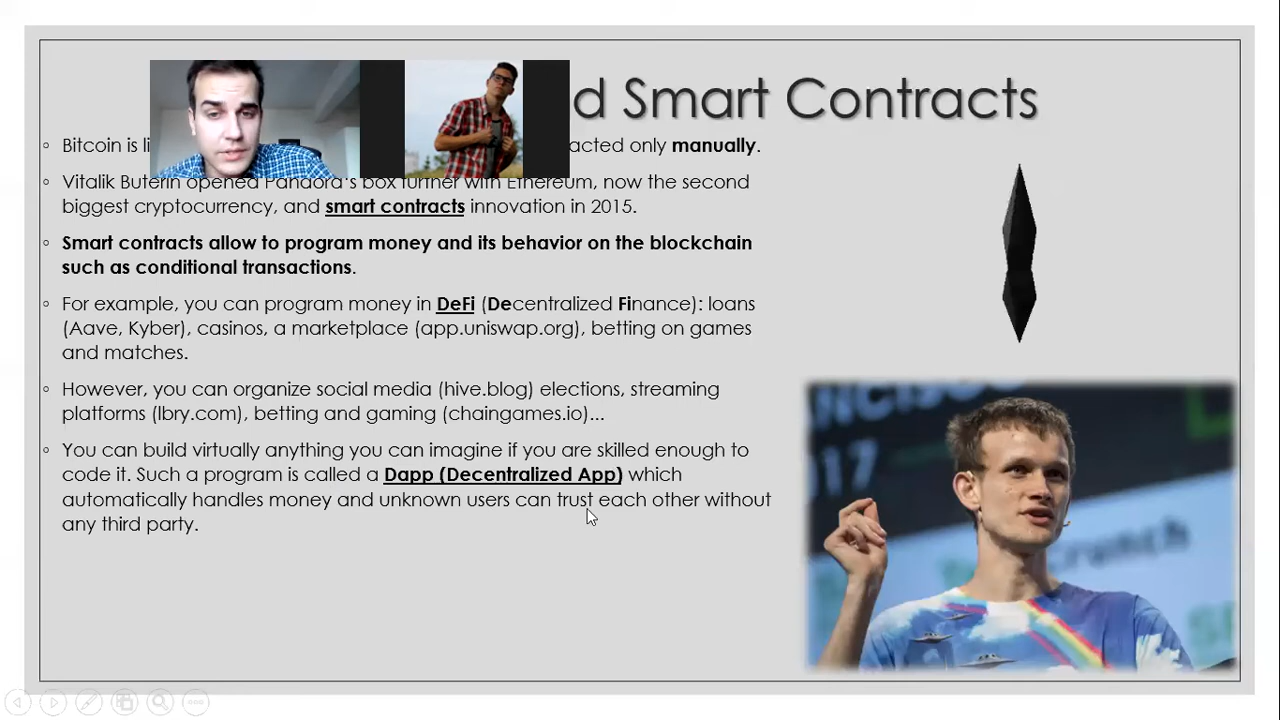 d Smart Contracts
Bitcoin is li acted only manually.
Vitalik Buterin opened Pandora's box further with Ethereum, now the second
biggest cryptocurrency, and smart contracts innovation in 2015.
Smart contracts allow to program money and its behavior on the blockchain
such as conditional transactions.
For example, you can program money in DeFi (Decentralized Finance): loans
(Aave, Kyber), casinos, a marketplace (app.uniswap.org), betting on games
and matches.
However, you can organize social media (hive.blog) elections, streaming
platforms (lbry.com), betting and gaming (chaingames.io)...
You can build virtually anything you can imagine if you are skilled enough to
code it. Such a program is called a Dapp (Decentralized App) which
automatically handles money and unknown users can trust each other without
any third party.
2017
crunch